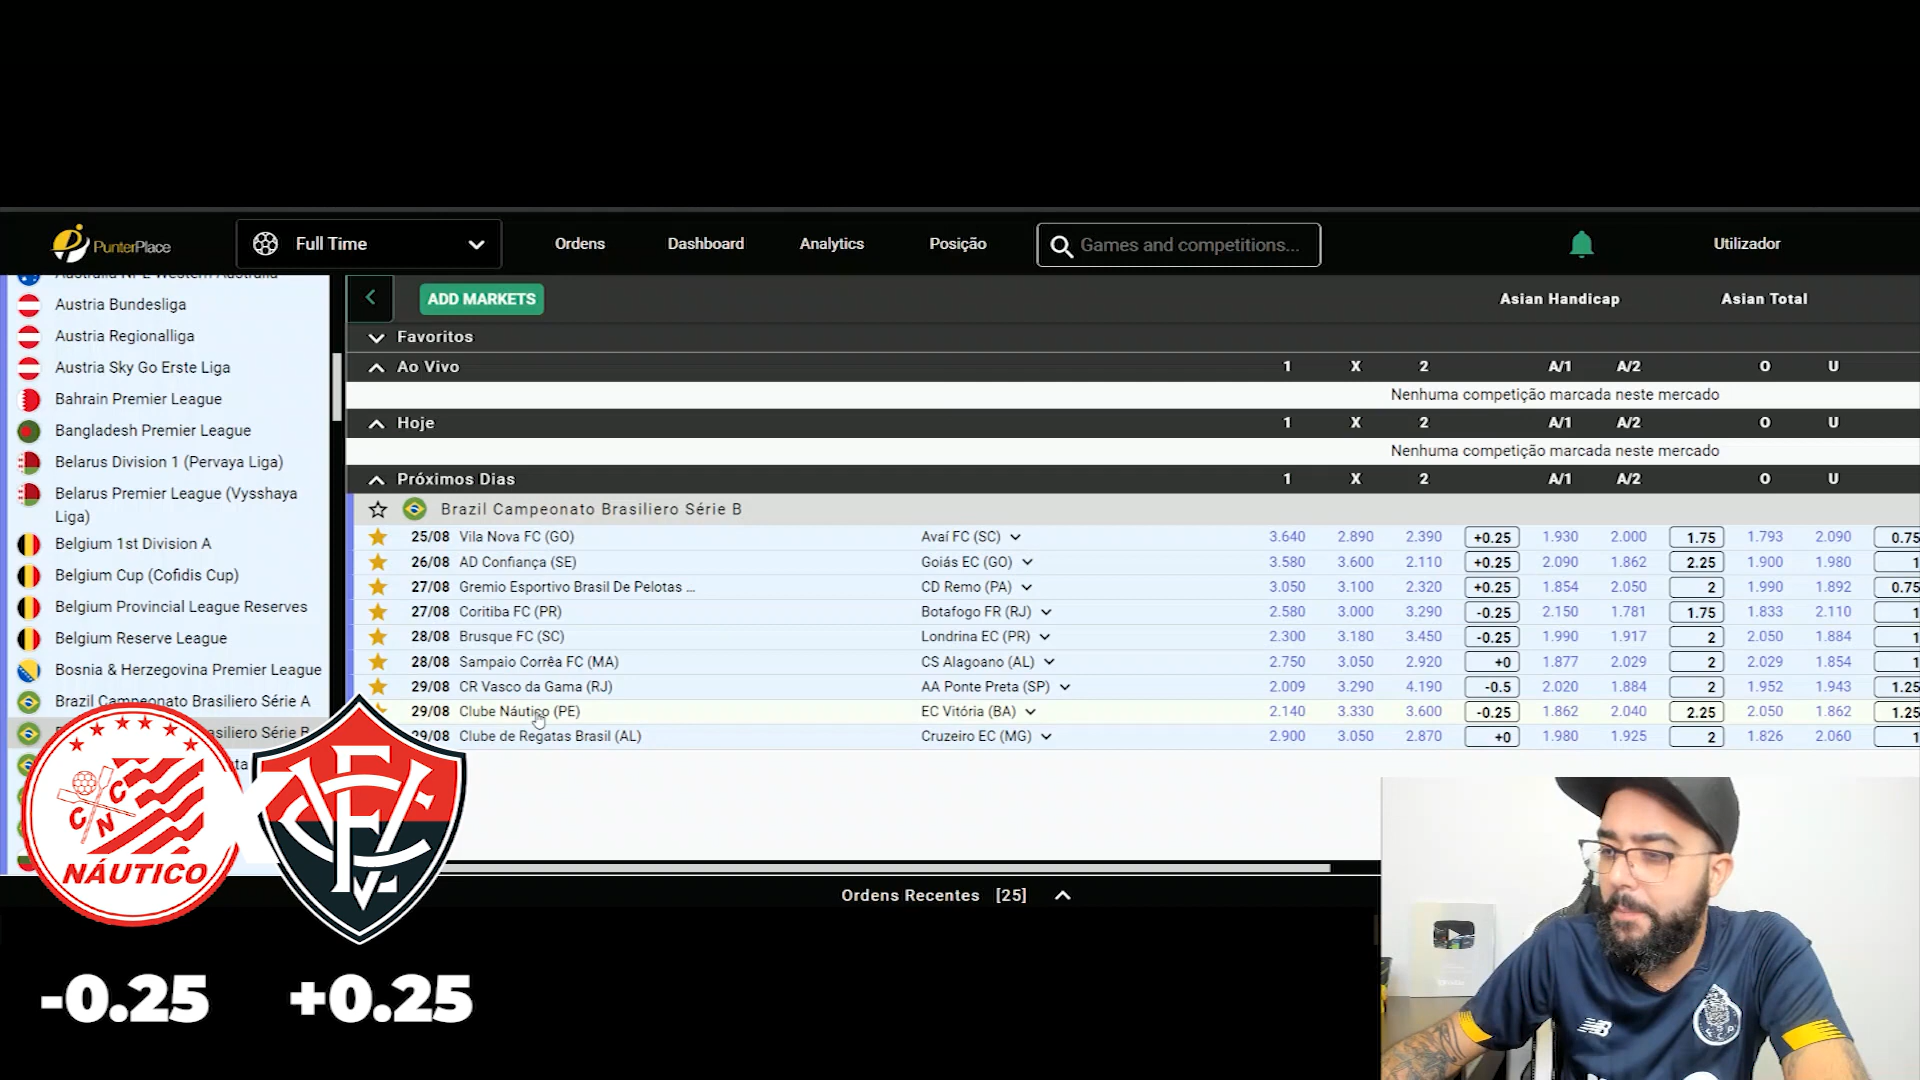 PunterPlace
Full Time
Ordens
Dashboard
Analytics
Posição
Games and competitions...
Utilizador
Austria Bundesliga
Austria Regionalliga
Austria Sky Go Erste Liga
Bahrain Premier League
Bangladesh Premier League
Belarus Division 1 (Pervaya Liga)
Belarus Premier League (Vysshaya
Liga)
Belgium 1st Division A
Belgium Cup (Cofidis Cup)
Belgium Provincial League Reserves
Belgium Reserve League
Bosnia & Herzegovina Premier League
Brazil Campeonato Brasiliero Série A
ADD MARKETS
Asian Handicap
Asian Total
Favoritos
Ao Vivo 1 X 2 A/1 A/2 O U
Nenhuma competição marcada neste mercado
Hoje 1 X 2 A/1 A/2 O U
Nenhuma competição marcada neste mercado
Próximos Dias 1 X 2 A/1 A/2 O U
Brazil Campeonato Brasiliero Série B
25/08 Vila Nova FC (GO) Avaí FC (SC) 3.640 2.890 2.390 +0.25 1.930 2.000 1.75 1.793 2.090 0.75
26/08 AD Confiança (SE) Goiás EC (GO) 3.580 3.600 2.110 +0.25 2.090 1.862 2.25 1.900 1.980 1
27/08 Gremio Esportivo Brasil De Pelotas ... CD Remo (PA) 3.050 3.100 2.320 +0.25 1.854 2.050 2 1.990 1.892 0.75
27/08 Coritiba FC (PR) Botafogo FR (RJ) 2.580 3.000 3.290 -0.25 2.150 1.781 1.75 1.833 2.110 1
28/08 Brusque FC (SC) Londrina EC (PR) 2.300 3.180 3.450 -0.25 1.990 1.917 2 2.050 1.884 1
28/08 Sampaio Corrêa FC (MA) CS Alagoano (AL) 2.750 3.050 2.920 +0 1.877 2.029 2 2.029 1.854 1
29/08 CR Vasco da Gama (RJ) AA Ponte Preta (SP) 2.009 3.290 4.190 -0.5 2.020 1.884 2 1.952 1.943 1.25
29/08 Clube Náutico (PE) EC Vitória (BA) 2.140 3.330 3.600 -0.25 1.862 2.040 2.25 2.050 1.862 1.25
29/08 Clube de Regatas Brasil (AL) Cruzeiro EC (MG) 2.900 3.050 2.870 +0 1.980 1.925 2 1.826 2.060 1
Ordens Recentes [25]
C N C
NÁUTICO
-0.25 +0.25